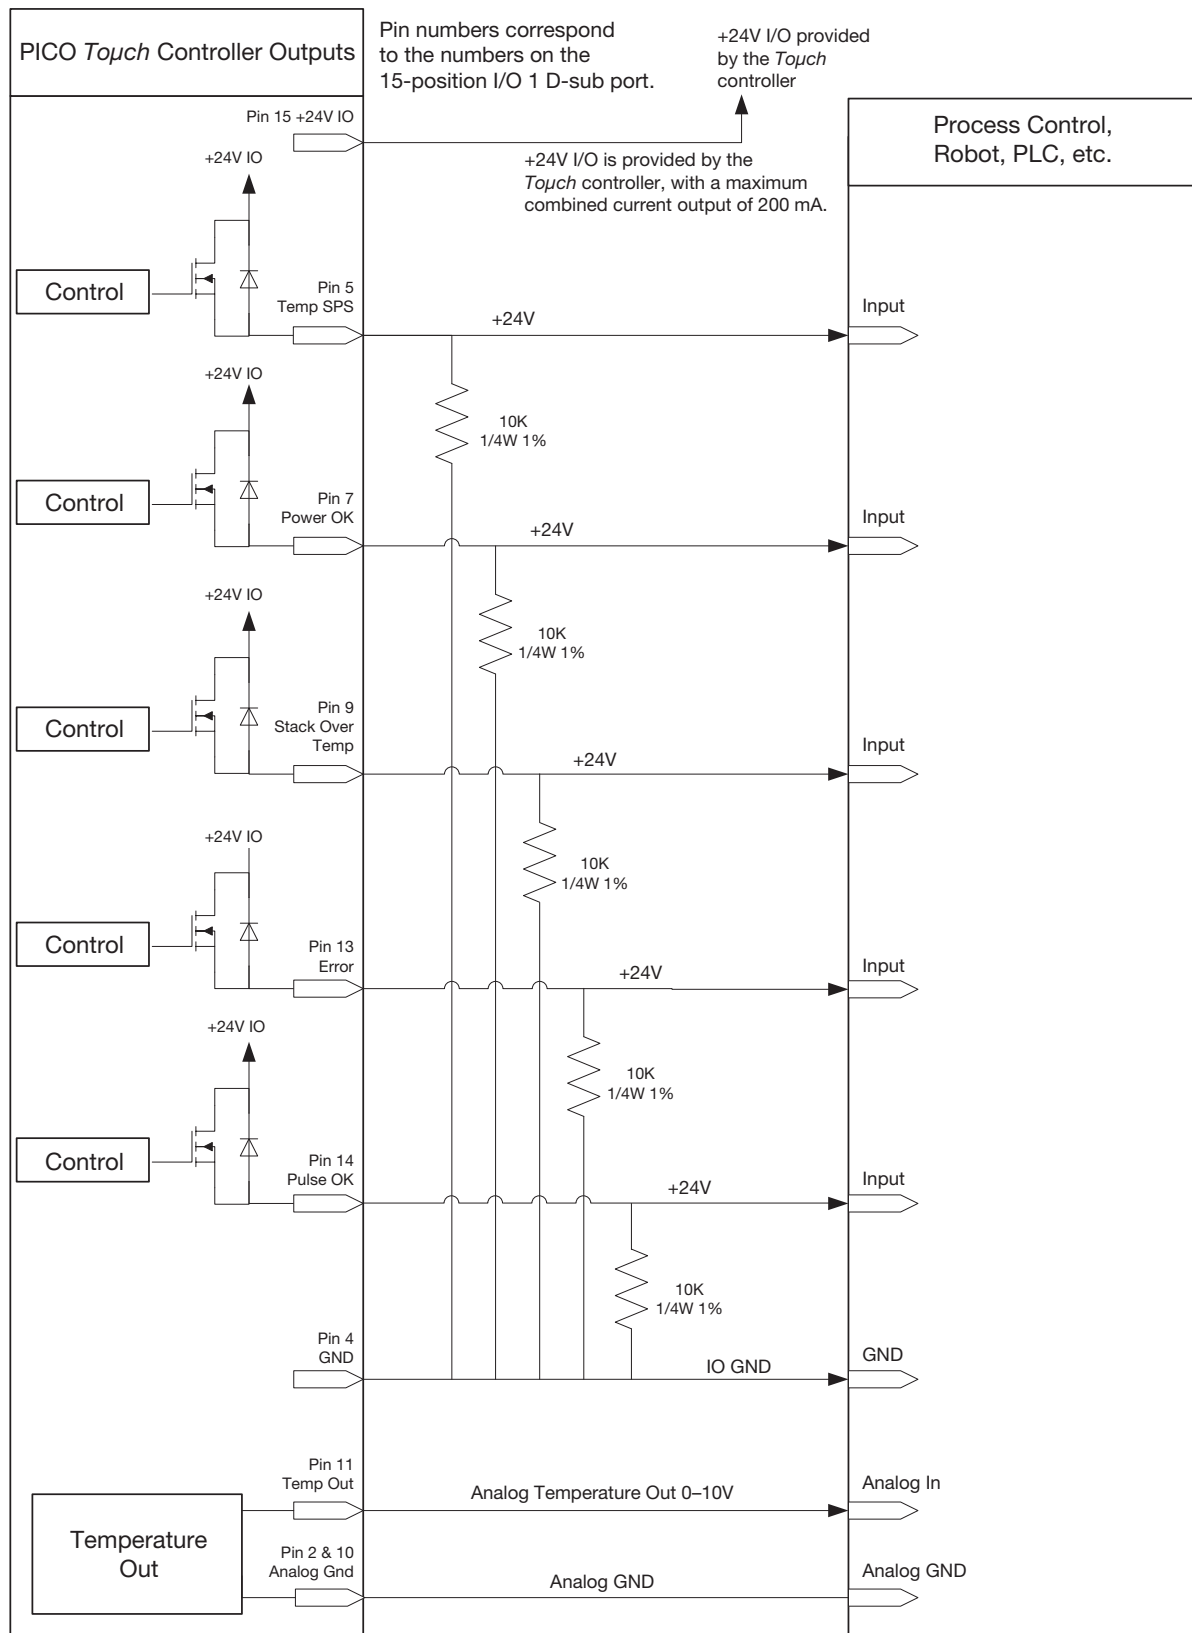 PICO Toµch Controller Outputs
Pin numbers correspond
to the numbers on the
15-position I/O 1 D-sub port.
+24V I/O provided
by the Toµch
controller
Process Control,
Robot, PLC, etc.
Pin 15 +24V IO
+24V I/O is provided by the
Toµch controller, with a maximum
combined current output of 200 mA.
+24V IO
Control
Pin 5
Temp SPS
+24V
Input
10K
1/4W 1%
+24V IO
Control
Pin 7
Power OK
+24V
Input
10K
1/4W 1%
+24V IO
Control
Pin 9
Stack Over
Temp
+24V
Input
10K
1/4W 1%
+24V IO
Control
Pin 13
Error
+24V
Input
10K
1/4W 1%
+24V IO
Control
Pin 14
Pulse OK
+24V
Input
10K
1/4W 1%
Pin 4
GND
IO GND
GND
Temperature
Out
Pin 11
Temp Out
Analog Temperature Out 0–10V
Analog In
Pin 2 & 10
Analog Gnd
Analog GND
Analog GND